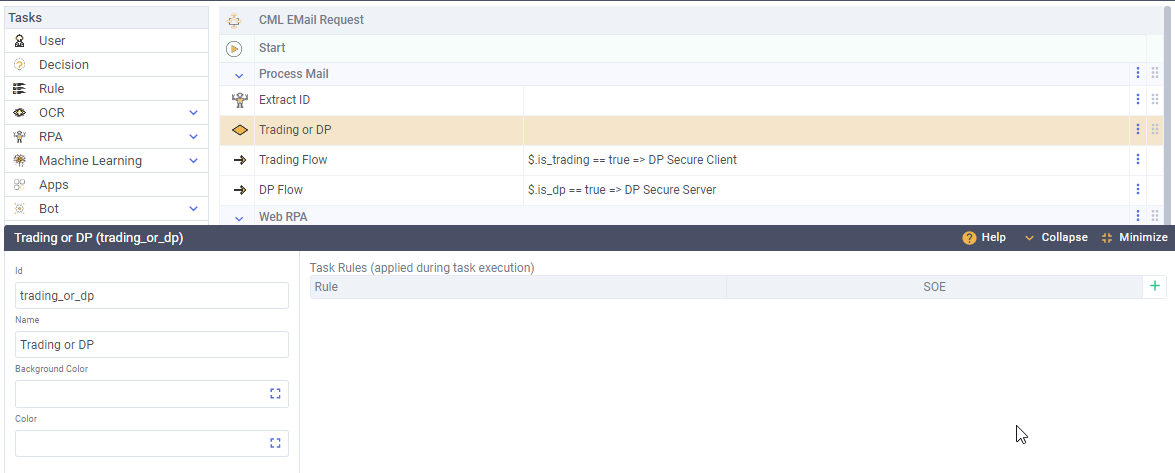 Tasks
User
Decision
Rule
OCR
RPA
Machine Learning
Apps
Bot
CML EMail Request
Start
Process Mail
Extract ID
Trading or DP
Trading Flow $.is_trading == true => DP Secure Client
DP Flow $.is_dp == true => DP Secure Server
Web RPA
Trading or DP (trading_or_dp) Help Collapse Minimize
Id
trading_or_dp
Name
Trading or DP
Background Color
Color
Task Rules (applied during task execution)
Rule SOE